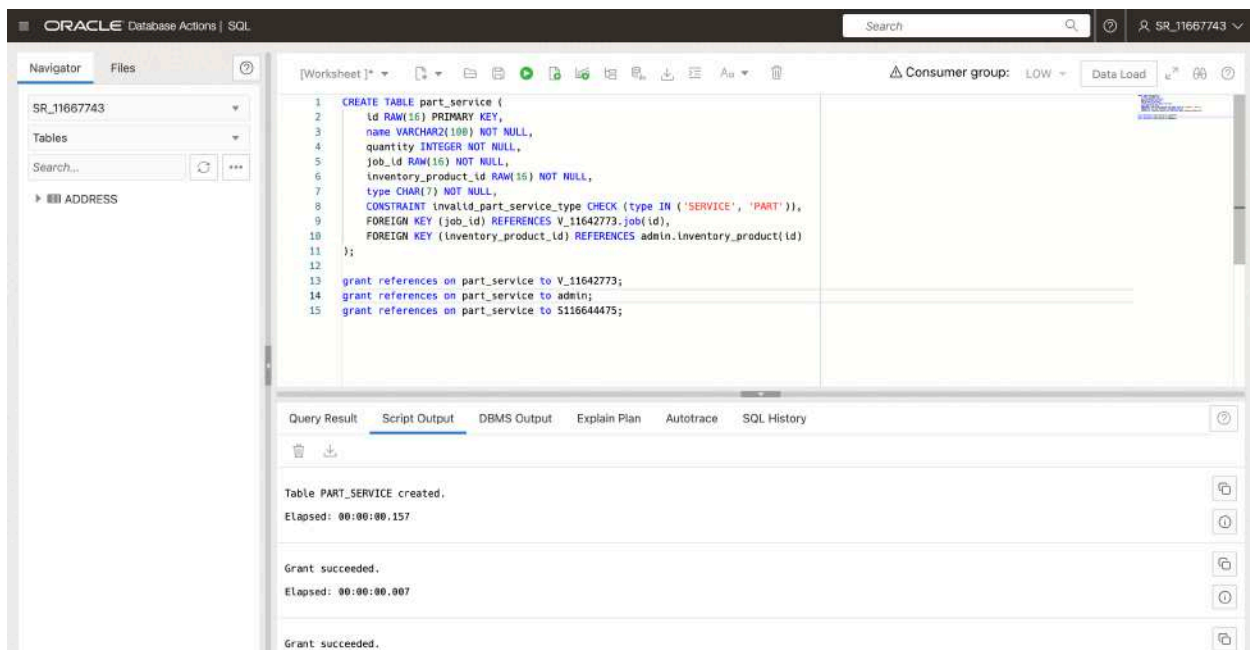 ORACLE Database Actions | SQL
Search
SR_11667743
Navigator
Files
SR_11667743
Tables
Search...
ADDRESS
[Worksheet ]*
Aa
Consumer group:
LOW
Data Load
1 CREATE TABLE part_service (
2 id RAW(16) PRIMARY KEY,
3 name VARCHAR2(100) NOT NULL,
4 quantity INTEGER NOT NULL,
5 job_id RAW(16) NOT NULL,
6 inventory_product_id RAW(16) NOT NULL,
7 type CHAR(7) NOT NULL,
8 CONSTRAINT invalid_part_service_type CHECK (type IN ('SERVICE', 'PART')),
9 FOREIGN KEY (job_id) REFERENCES V_11642773.job(id),
10 FOREIGN KEY (inventory_product_id) REFERENCES admin.inventory_product(id)
11 );
12
13 grant references on part_service to V_11642773;
14 grant references on part_service to admin;
15 grant references on part_service to S116644475;
Query Result
Script Output
DBMS Output
Explain Plan
Autotrace
SQL History
Table PART_SERVICE created.
Elapsed: 00:00:00.157
Grant succeeded.
Elapsed: 00:00:00.007
Grant succeeded.